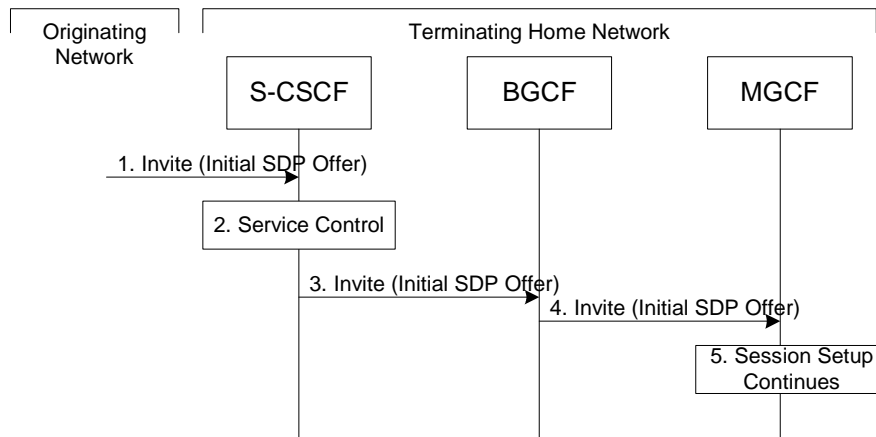 Originating
Network
Terminating Home Network
S-CSCF
BGCF
MGCF
1. Invite (Initial SDP Offer)
2. Service Control
3. Invite (Initial SDP Offer)
4. Invite (Initial SDP Offer)
5. Session Setup
Continues